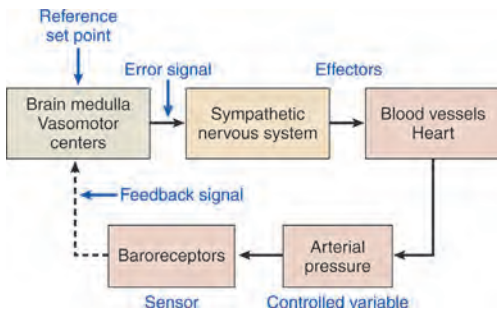 Reference
set point
Error signal
Effectors
Brain medulla
Vasomotor
centers
Sympathetic
nervous system
Blood vessels
Heart
Feedback signal
Baroreceptors
Arterial
pressure
Sensor
Controlled variable